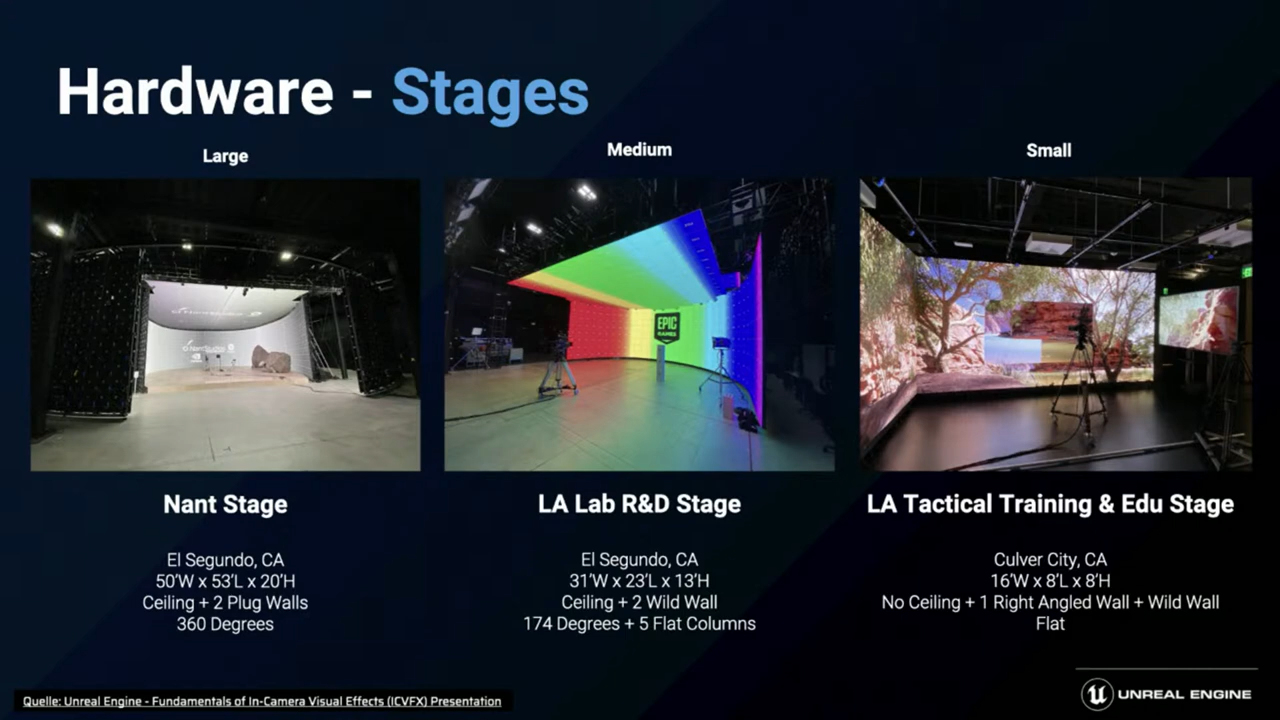 Hardware - Stages
Large
Medium
Small
EPIC
GAMES
Nant Stage
El Segundo, CA
50'W x 53'L x 20'H
Ceiling + 2 Plug Walls
360 Degrees
LA Lab R&D Stage
El Segundo, CA
31'W x 23'L x 13'H
Ceiling + 2 Wild Wall
174 Degrees + 5 Flat Columns
LA Tactical Training & Edu Stage
Culver City, CA
16'W x 8'L x 8'H
No Ceiling + 1 Right Angled Wall + Wild Wall
Flat
Quelle: Unreal Engine - Fundamentals of In-Camera Visual Effects (ICVFX) Presentation
UNREAL ENGINE